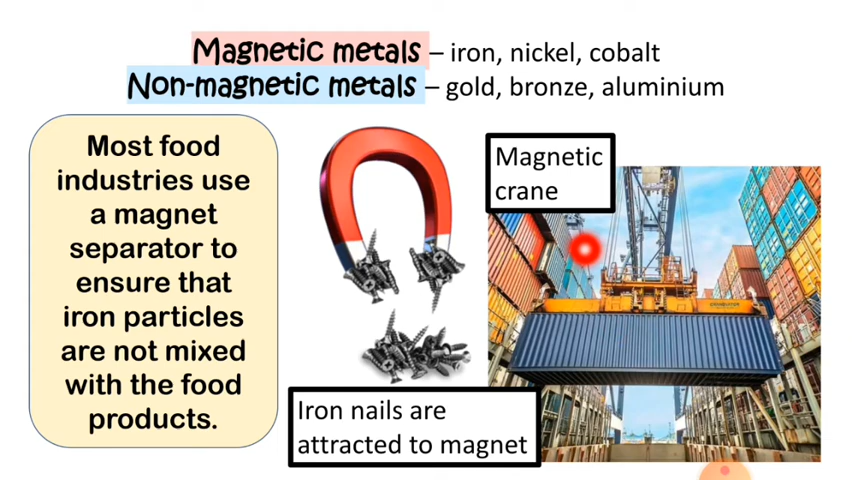 Magnetic metals – iron, nickel, cobalt
Non-magnetic metals – gold, bronze, aluminium
Most food
industries use
a magnet
separator to
ensure that
iron particles
are not mixed
with the food
products.
Magnetic
crane
Iron nails are
attracted to magnet